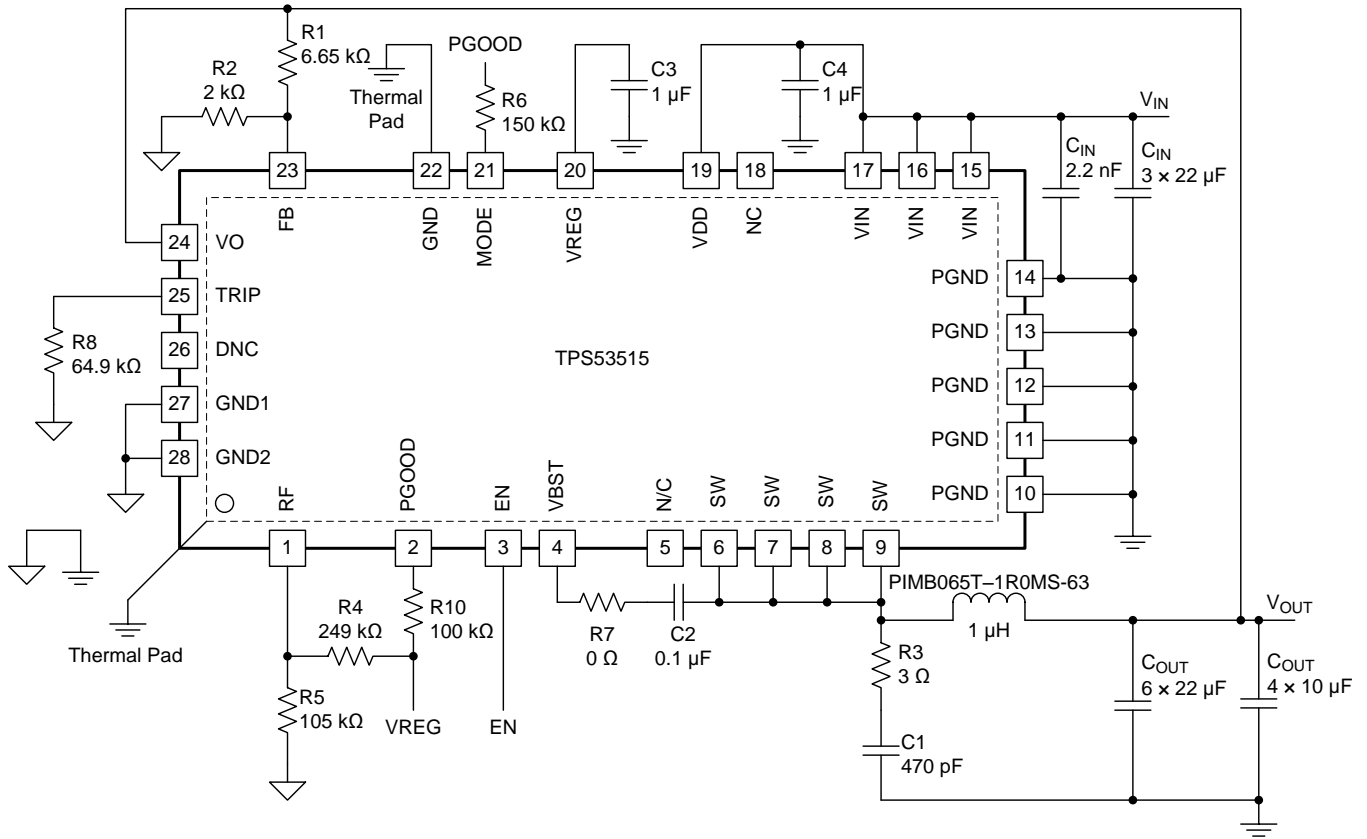 R1
6.65 kΩ
R2
2 kΩ
Thermal
Pad
PGOOD
R6
150 kΩ
C3
1 µF
C4
1 µF
VIN
CIN
2.2 nF
CIN
3 × 22 µF
23
22
21
20
19
18
17
16
15
FB
GND
MODE
VREG
VDD
NC
VIN
VIN
VIN
24
VO
25
TRIP
26
DNC
27
GND1
28
GND2
R8
64.9 kΩ
TPS53515
PGND
14
PGND
13
PGND
12
PGND
11
PGND
10
RF
PGOOD
EN
VBST
N/C
SW
SW
SW
SW
1
2
3
4
5
6
7
8
9
Thermal Pad
R4
249 kΩ
R10
100 kΩ
R5
105 kΩ
VREG
EN
R7
0 Ω
C2
0.1 µF
PIMB065T–1R0MS-63
1 µH
R3
3 Ω
C1
470 pF
VOUT
COUT
6 × 22 µF
COUT
4 × 10 µF